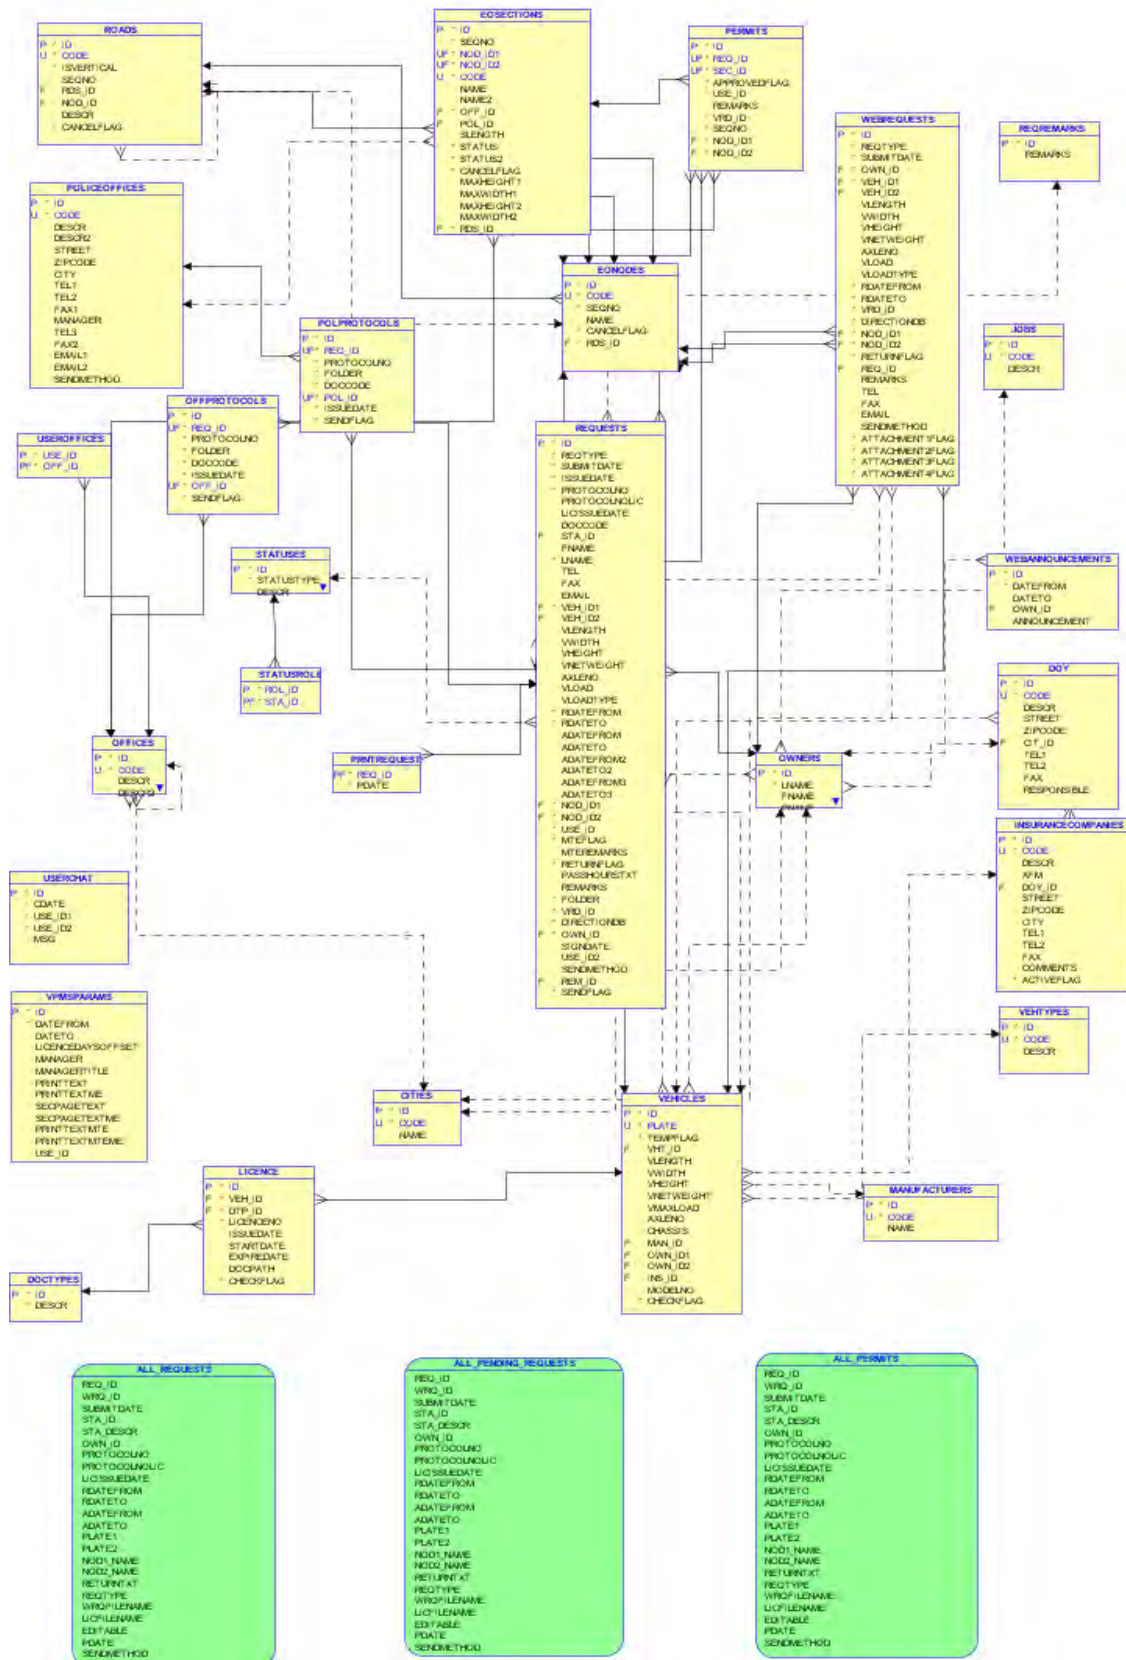 ROADS
P * ID
U * CODE
* ISVERTICAL
SEQNO
F RDS_ID
F NOD_ID
DESCR
* CANCELFLAG
EOSECTIONS
P * ID
* SEQNO
UF * NOD_ID1
UF * NOD_ID2
U * CODE
NAME
NAME2
F * OFF_ID
F POL_ID
* SLENGTH
* STATUS
* STATUS2
* CANCELFLAG
MAXHEIGHT1
MAXWIDTH1
MAXHEIGHT2
MAXWIDTH2
F * RDS_ID
PERMITS
P * ID
UF * REQ_ID
UF * SEC_ID
* APPROVEDFLAG
USE_ID
REMARKS
VRD_ID
* SEQNO
F * NOD_ID1
F * NOD_ID2
WEBREQUESTS
P * ID
* REQTYPE
* SUBMITDATE
F * OWN_ID
F * VEH_ID1
F VEH_ID2
VLENGTH
VWIDTH
VHEIGHT
VNETWEIGHT
AXLENO
VLOAD
VLOADTYPE
* RDATEFROM
* RDATETO
* VRD_ID
* DIRECTIONDB
F * NOD_ID1
F * NOD_ID2
* RETURNFLAG
F REQ_ID
REMARKS
TEL
FAX
EMAIL
SENDMETHOD
* ATTACHMENT1FLAG
* ATTACHMENT2FLAG
* ATTACHMENT3FLAG
* ATTACHMENT4FLAG
REQREMARKS
P * ID
REMARKS
POLICEOFFICES
P * ID
U * CODE
DESCR
DESCR2
STREET
ZIPCODE
CITY
TEL1
TEL2
FAX1
MANAGER
TEL3
FAX2
EMAIL1
EMAIL2
SENDMETHOD
EONODES
P * ID
U * CODE
* SEQNO
NAME
* CANCELFLAG
F * RDS_ID
POLPROTOCOLS
P * ID
UF * REQ_ID
* PROTOCOLNO
* FOLDER
* DOCCODE
UF * POL_ID
* ISSUEDATE
* SENDFLAG
JOBS
P * ID
U * CODE
DESCR
OFFPROTOCOLS
P * ID
UF * REQ_ID
* PROTOCOLNO
* FOLDER
* DOCCODE
* ISSUEDATE
UF * OFF_ID
* SENDFLAG
USEROFFICES
P * USE_ID
PF * OFF_ID
REQUESTS
P * ID
* REQTYPE
* SUBMITDATE
* ISSUEDATE
* PROTOCOLNO
PROTOCOLNOLIC
LICISSUEDATE
DOCCODE
F * STA_ID
FNAME
* LNAME
TEL
FAX
EMAIL
F * VEH_ID1
F VEH_ID2
VLENGTH
VWIDTH
VHEIGHT
VNETWEIGHT
AXLENO
VLOAD
VLOADTYPE
* RDATEFROM
* RDATETO
ADATEFROM
ADATETO
ADATEFROM2
ADATETO2
ADATEFROM3
ADATETO3
F * NOD_ID1
F * NOD_ID2
* USE_ID
* MTEFLAG
MTEREMARKS
* RETURNFLAG
PASSHOURSTXT
REMARKS
* FOLDER
* VRD_ID
* DIRECTIONDB
F * OWN_ID
SIGNDATE
USE_ID2
SENDMETHOD
F REM_ID
* SENDFLAG
STATUSES
P * ID
* STATUSTYPE
DESCR
WEBANNOUNCEMENTS
P * ID
* DATEFROM
DATETO
F OWN_ID
ANNOUNCEMENT
STATUSROLE
P * ROL_ID
PF * STA_ID
DOY
P * ID
U * CODE
DESCR
STREET
ZIPCODE
F CIT_ID
TEL1
TEL2
FAX
RESPONSIBLE
OFFICES
P * ID
U * CODE
DESCR
DESCR2
PRNTREQUEST
PF * REQ_ID
* PDATE
OWNERS
P * ID
* LNAME
FNAME
INSURANCECOMPANIES
P * ID
U * CODE
DESCR
AFM
F DOY_ID
STREET
ZIPCODE
CITY
TEL1
TEL2
FAX
COMMENTS
* ACTIVEFLAG
USERCHAT
P * ID
* CDATE
* USE_ID1
* USE_ID2
* MSG
VPMSPARAMS
P * ID
* DATEFROM
DATETO
LICENCEDAYSOFFSET
MANAGER
MANAGERTITLE
PRINTTEXT
PRINTTEXTME
SECPAGETEXT
SECPAGETEXTME
PRINTTEXTMTE
PRINTTEXTMTEME
USE_ID
VEHTYPES
P * ID
U * CODE
DESCR
CITIES
P * ID
U * CODE
NAME
VEHICLES
P * ID
U * PLATE
* TEMPFLAG
F VHT_ID
VLENGTH
VWIDTH
VHEIGHT
VNETWEIGHT
VMAXLOAD
AXLENO
CHASSIS
F MAN_ID
F OWN_ID1
F OWN_ID2
F INS_ID
MODELNO
* CHECKFLAG
LICENCE
P * ID
F * VEH_ID
F * DTP_ID
* LICENCENO
ISSUEDATE
STARTDATE
EXPIREDATE
DOCPATH
* CHECKFLAG
MANUFACTURERS
P * ID
U * CODE
NAME
DOCTYPES
P * ID
* DESCR
ALL_REQUESTS
REQ_ID
WRQ_ID
SUBMITDATE
STA_ID
STA_DESCR
OWN_ID
PROTOCOLNO
PROTOCOLNOLIC
LICISSUEDATE
RDATEFROM
RDATETO
ADATEFROM
ADATETO
PLATE1
PLATE2
NOD1_NAME
NOD2_NAME
RETURNTXT
REQTYPE
WRQFILENAME
LICFILENAME
EDITABLE
PDATE
SENDMETHOD
ALL_PENDING_REQUESTS
REQ_ID
WRQ_ID
SUBMITDATE
STA_ID
STA_DESCR
OWN_ID
PROTOCOLNO
PROTOCOLNOLIC
LICISSUEDATE
RDATEFROM
RDATETO
ADATEFROM
ADATETO
PLATE1
PLATE2
NOD1_NAME
NOD2_NAME
RETURNTXT
REQTYPE
WRQFILENAME
LICFILENAME
EDITABLE
PDATE
SENDMETHOD
ALL_PERMITS
REQ_ID
WRQ_ID
SUBMITDATE
STA_ID
STA_DESCR
OWN_ID
PROTOCOLNO
PROTOCOLNOLIC
LICISSUEDATE
RDATEFROM
RDATETO
ADATEFROM
ADATETO
PLATE1
PLATE2
NOD1_NAME
NOD2_NAME
RETURNTXT
REQTYPE
WRQFILENAME
LICFILENAME
EDITABLE
PDATE
SENDMETHOD